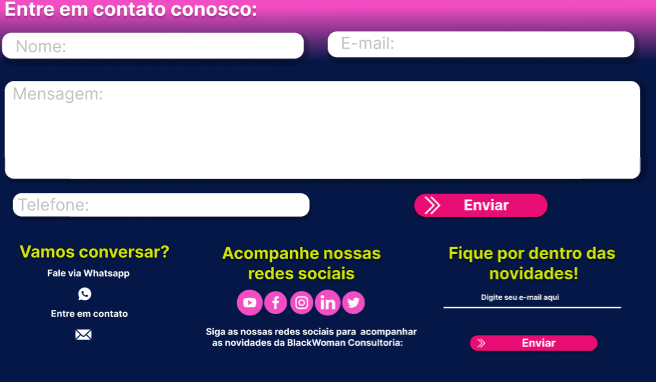 Entre em contato conosco:
Nome:
E-mail:
Mensagem:
Telefone:
Enviar
Vamos conversar?
Fale via Whatsapp
Entre em contato
Acompanhe nossas
redes sociais
Siga as nossas redes sociais para acompanhar
as novidades da BlackWoman Consultoria:
Fique por dentro das
novidades!
Digite seu e-mail aqui
Enviar